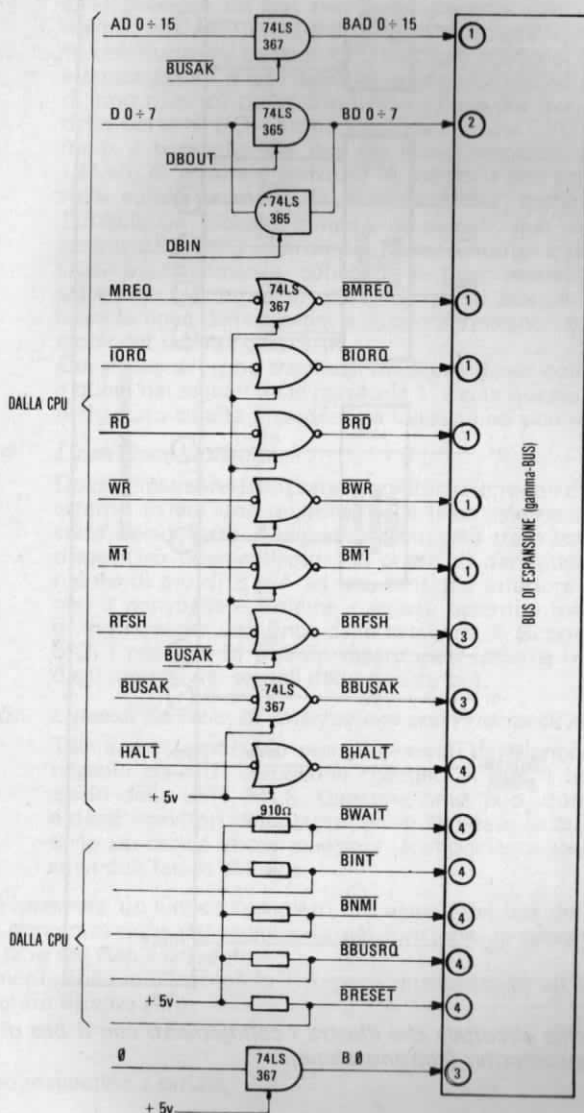 AD 0 ÷ 15 74LS 367 BAD 0÷15 1
BUSAK
D 0 ÷ 7 74LS 365 BD 0 ÷ 7 2
DBOUT
74LS 365
DBIN
MREQ 74LS 367 BMREQ 1
IORQ BIORQ 1
DALLA CPU
RD BRD 1
WR BWR 1
M1 BM1 1
RFSH BRFSH 3
BUSAK
BUSAK 74LS 367 BBUSAK 3
HALT BHALT 4
+ 5v
910Ω BWAIT 4
BINT 4
BNMI 4
DALLA CPU
BBUSRQ 4
+ 5v BRESET 4
Ø 74LS 367 B Ø 3
+ 5v
BUS DI ESPANSIONE (gamma-BUS)